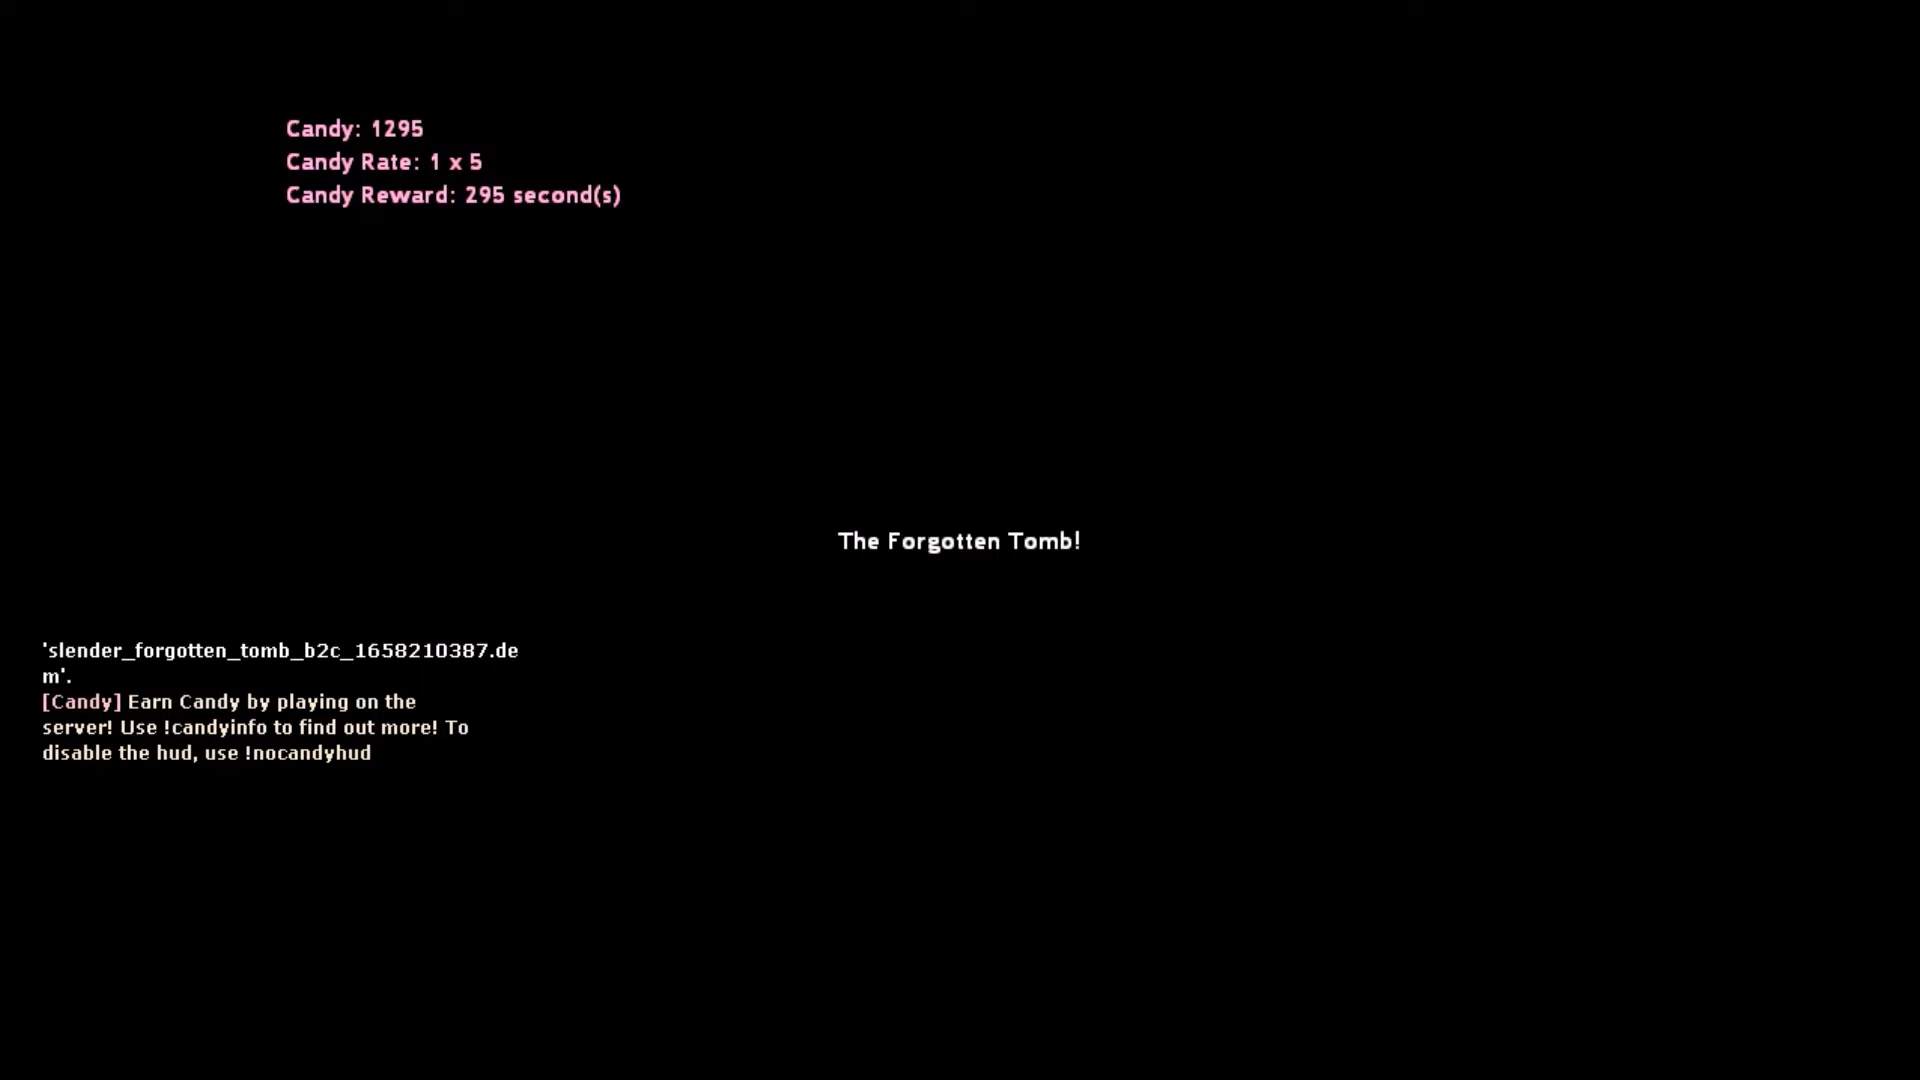 Candy: 1295
Candy Rate: 1 x 5
Candy Reward: 295 second(s)
The Forgotten Tomb!
'slender_forgotten_tomb_b2c_1658210387.de
m'.
[Candy] Earn Candy by playing on the
server! Use !candyinfo to find out more! To
disable the hud, use !nocandyhud